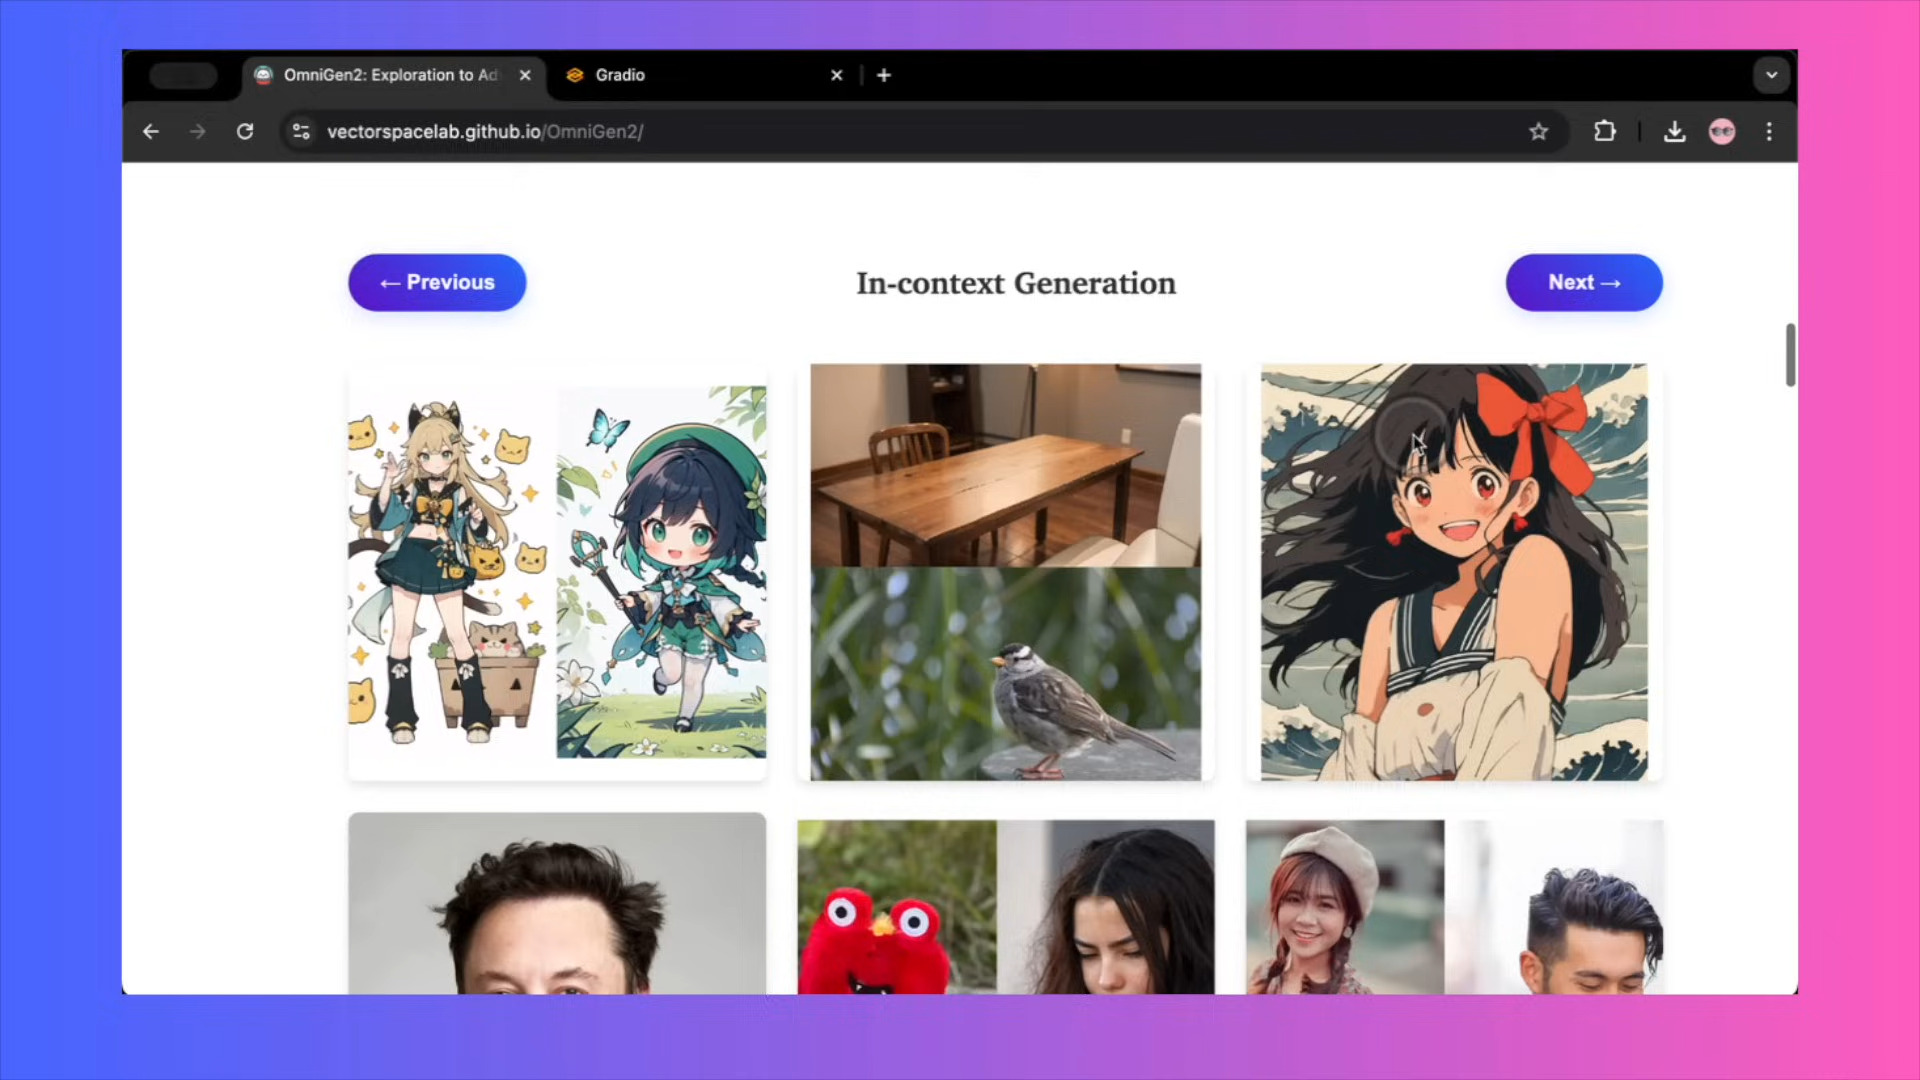 OmniGen2: Exploration to Ad
Gradio
vectorspacelab.github.io/OmniGen2/
← Previous
In-context Generation
Next →